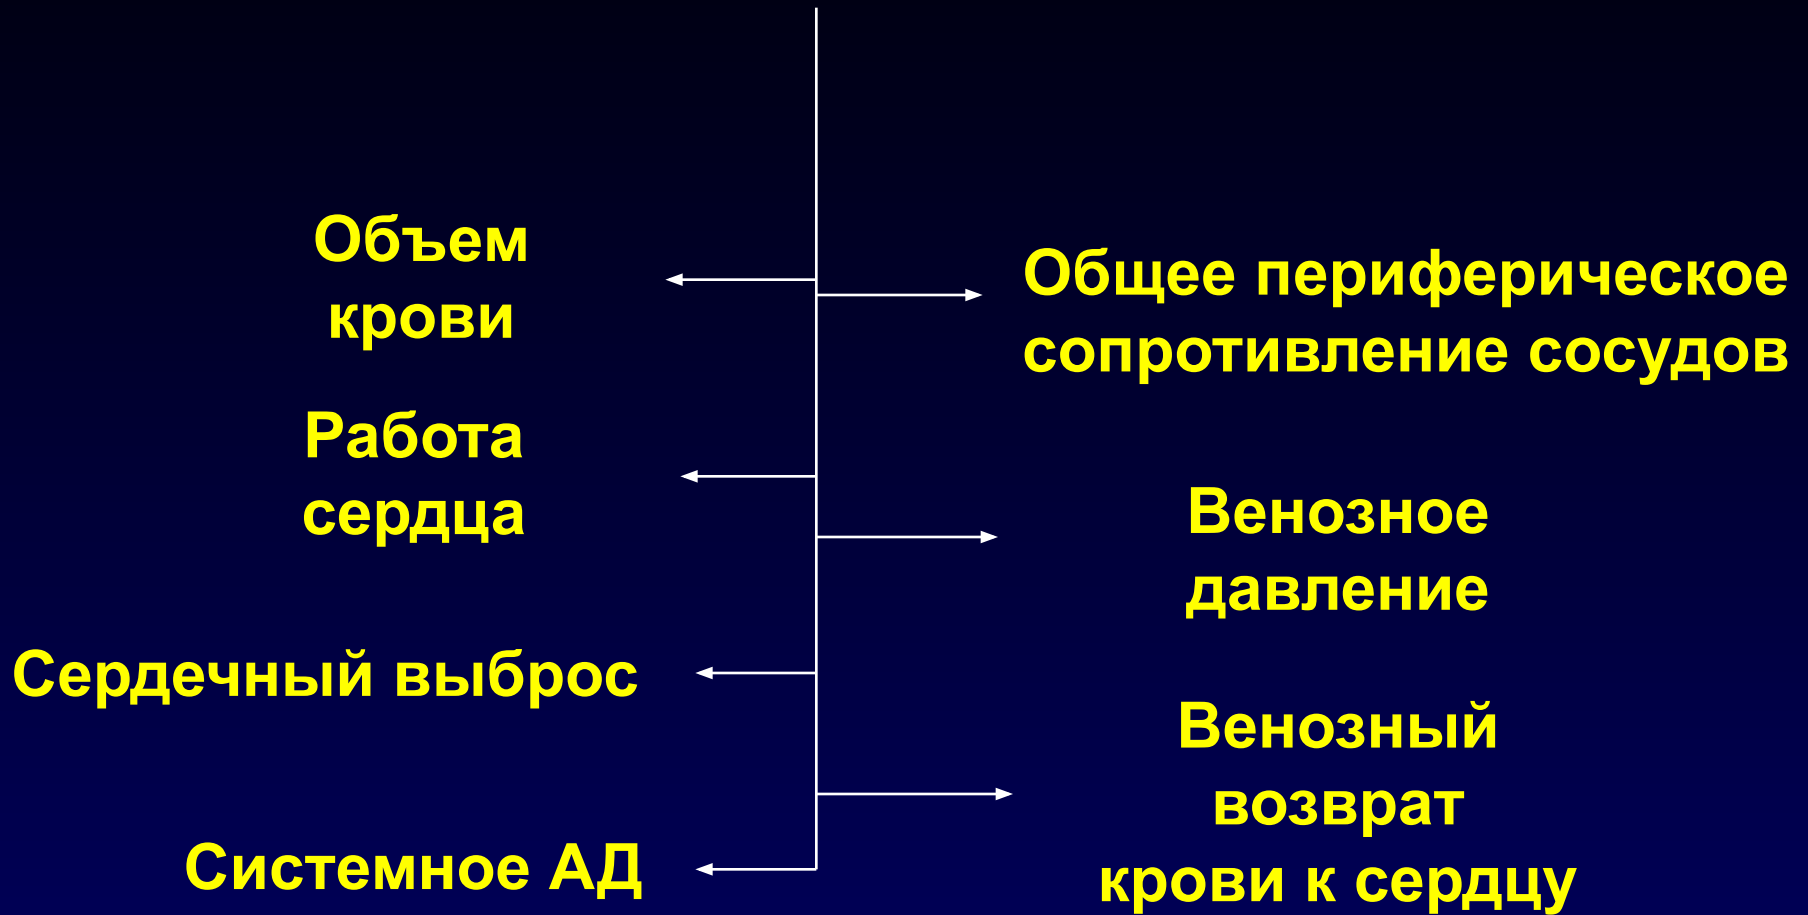 Объем
крови
Общее периферическое
сопротивление сосудов
Работа
сердца
Венозное
давление
Сердечный выброс
Венозный
возврат
крови к сердцу
Системное АД